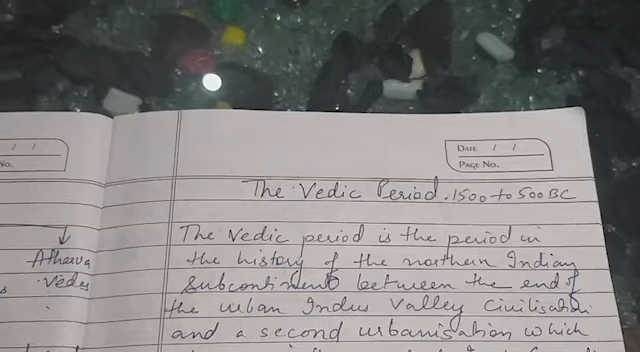 / /
No.
DATE / /
PAGE NO.
The Vedic Period. 1500 to 500 BC
Atherva
Vedes
s
The Vedic period is the period in
the history of the northern Indian
Subcontinent between the end of
the urban Indus Valley Civilisation
and a second urbanisation which